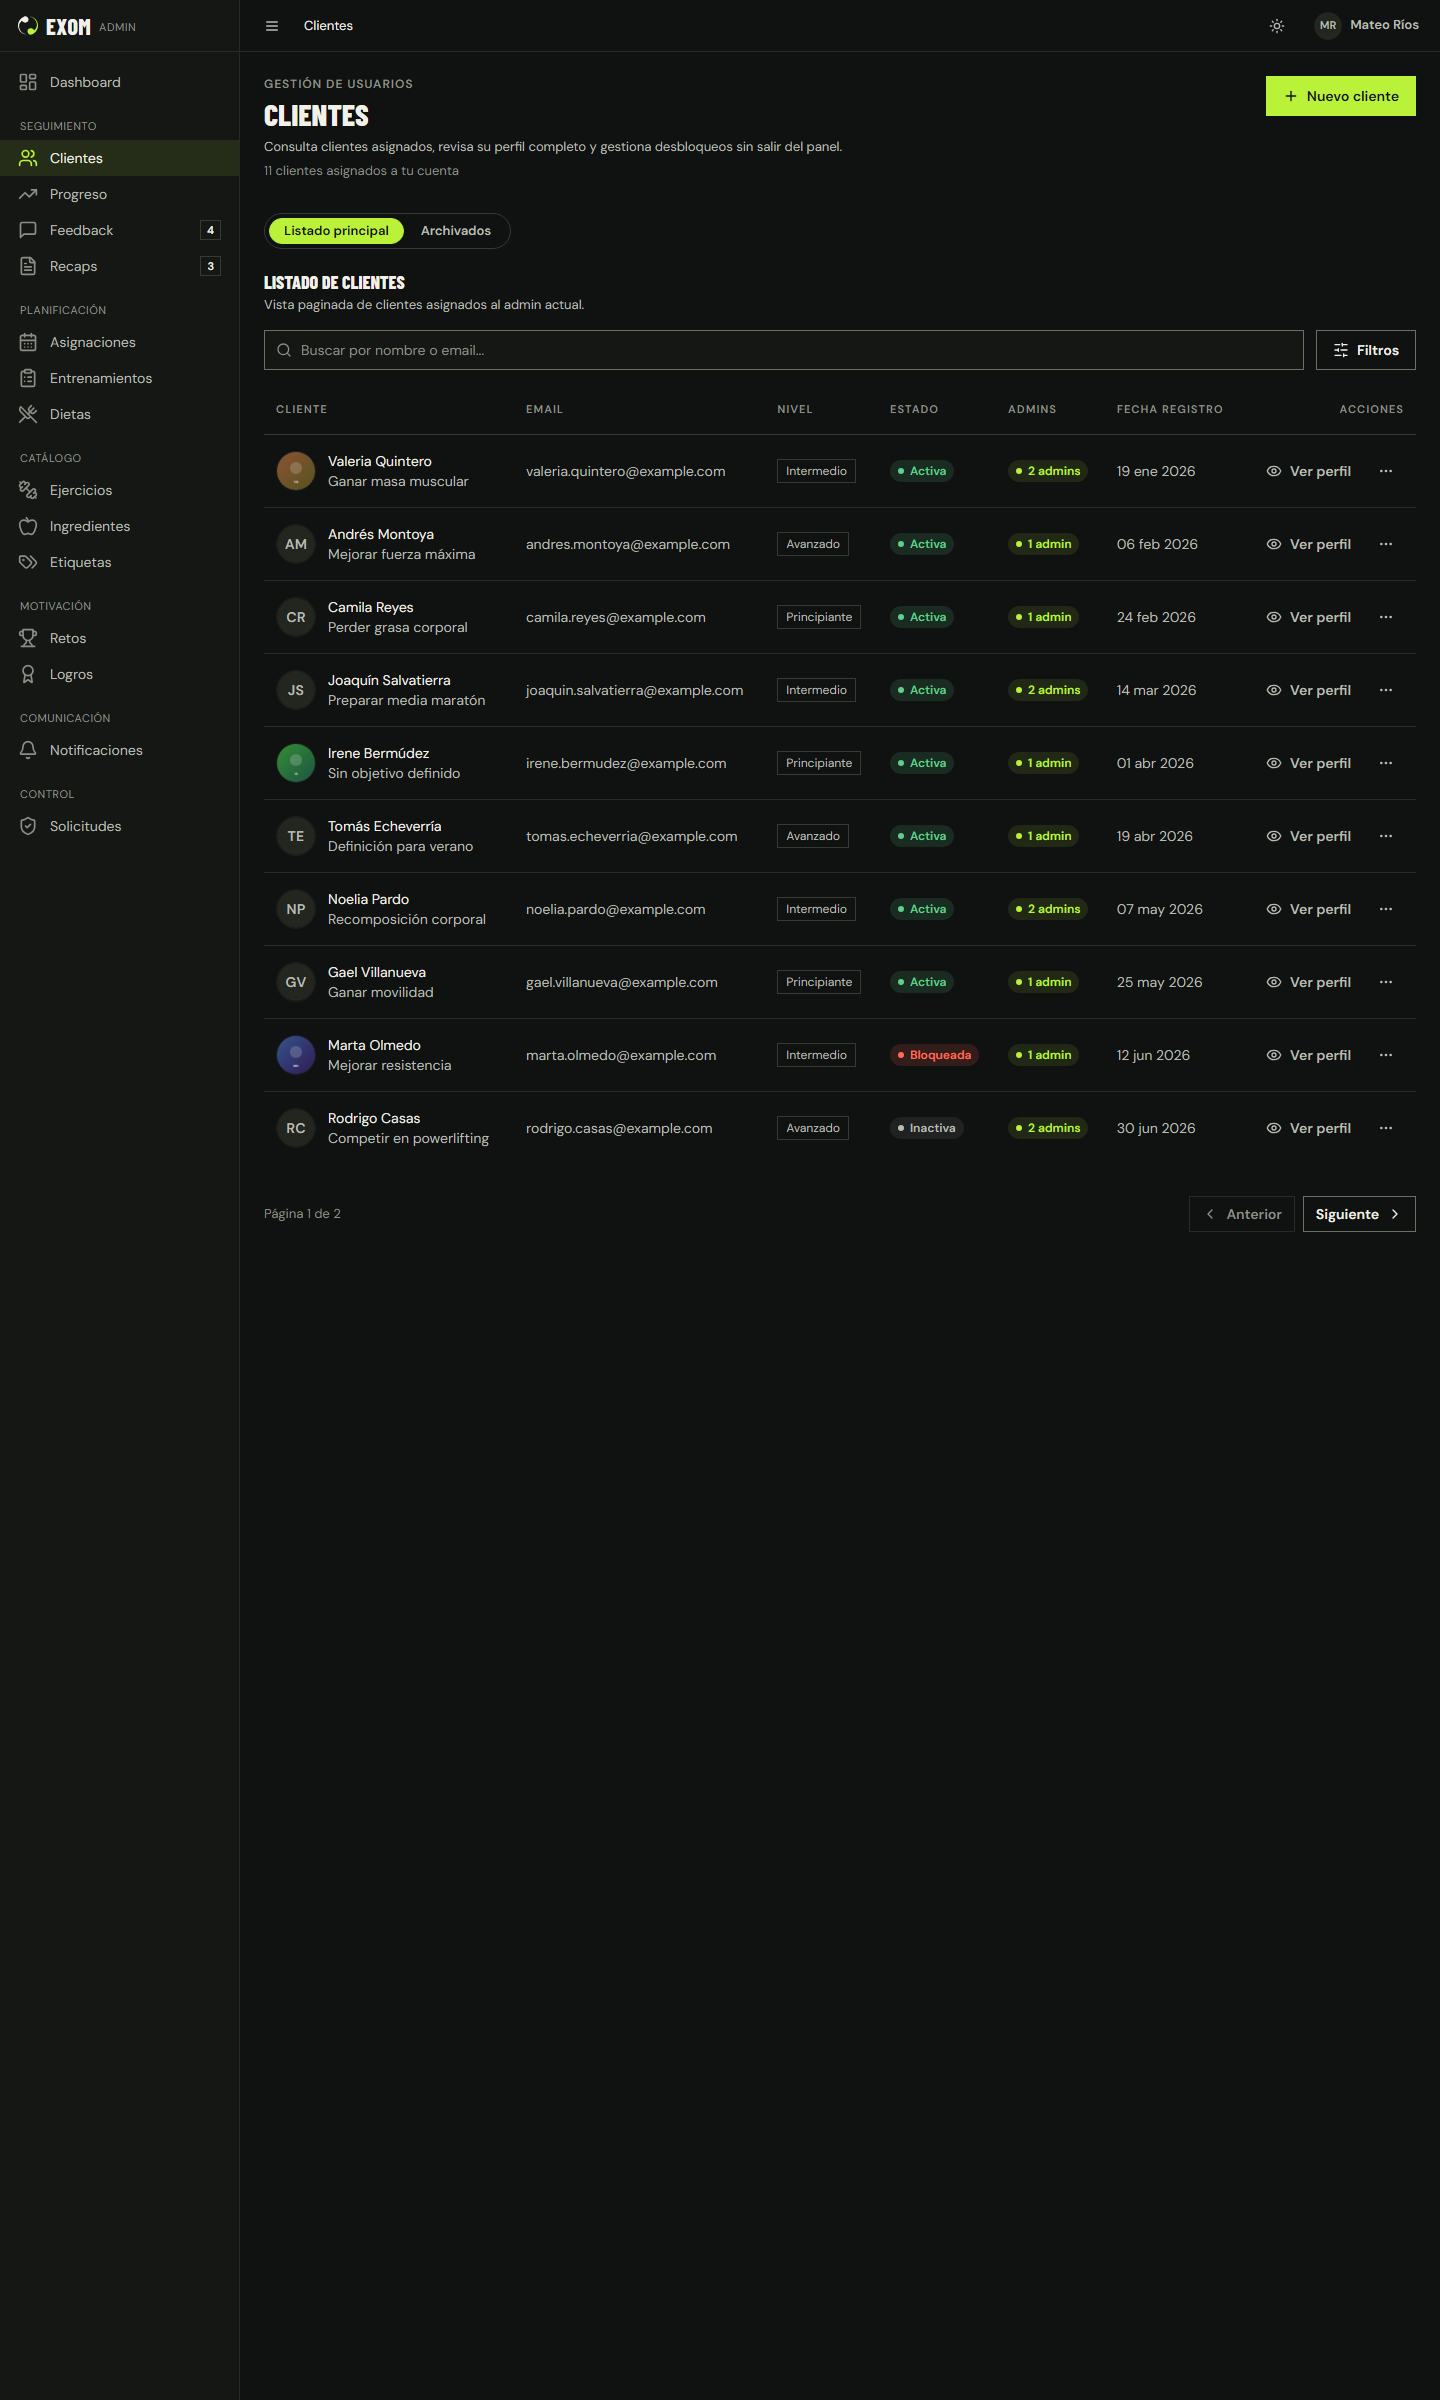 EXOM ADMIN
Clientes
MR Mateo Ríos
Dashboard
SEGUIMIENTO
Clientes
Progreso
Feedback 4
Recaps 3
PLANIFICACIÓN
Asignaciones
Entrenamientos
Dietas
CATÁLOGO
Ejercicios
Ingredientes
Etiquetas
MOTIVACIÓN
Retos
Logros
COMUNICACIÓN
Notificaciones
CONTROL
Solicitudes
GESTIÓN DE USUARIOS
CLIENTES
Consulta clientes asignados, revisa su perfil completo y gestiona desbloqueos sin salir del panel.
11 clientes asignados a tu cuenta
Nuevo cliente
Listado principal Archivados
LISTADO DE CLIENTES
Vista paginada de clientes asignados al admin actual.
Buscar por nombre o email...
Filtros
CLIENTE EMAIL NIVEL ESTADO ADMINS FECHA REGISTRO ACCIONES
Valeria Quintero
Ganar masa muscular
valeria.quintero@example.com Intermedio Activa 2 admins 19 ene 2026 Ver perfil
AM
Andrés Montoya
Mejorar fuerza máxima
andres.montoya@example.com Avanzado Activa 1 admin 06 feb 2026 Ver perfil
CR
Camila Reyes
Perder grasa corporal
camila.reyes@example.com Principiante Activa 1 admin 24 feb 2026 Ver perfil
JS
Joaquín Salvatierra
Preparar media maratón
joaquin.salvatierra@example.com Intermedio Activa 2 admins 14 mar 2026 Ver perfil
Irene Bermúdez
Sin objetivo definido
irene.bermudez@example.com Principiante Activa 1 admin 01 abr 2026 Ver perfil
TE
Tomás Echeverría
Definición para verano
tomas.echeverria@example.com Avanzado Activa 1 admin 19 abr 2026 Ver perfil
NP
Noelia Pardo
Recomposición corporal
noelia.pardo@example.com Intermedio Activa 2 admins 07 may 2026 Ver perfil
GV
Gael Villanueva
Ganar movilidad
gael.villanueva@example.com Principiante Activa 1 admin 25 may 2026 Ver perfil
Marta Olmedo
Mejorar resistencia
marta.olmedo@example.com Intermedio Bloqueada 1 admin 12 jun 2026 Ver perfil
RC
Rodrigo Casas
Competir en powerlifting
rodrigo.casas@example.com Avanzado Inactiva 2 admins 30 jun 2026 Ver perfil
Página 1 de 2
Anterior Siguiente